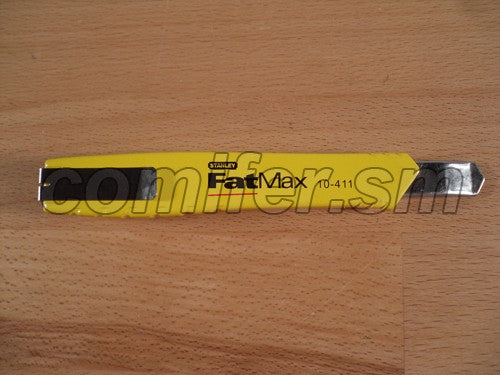 STANLEY
FatMax 10-411
comifer.sm